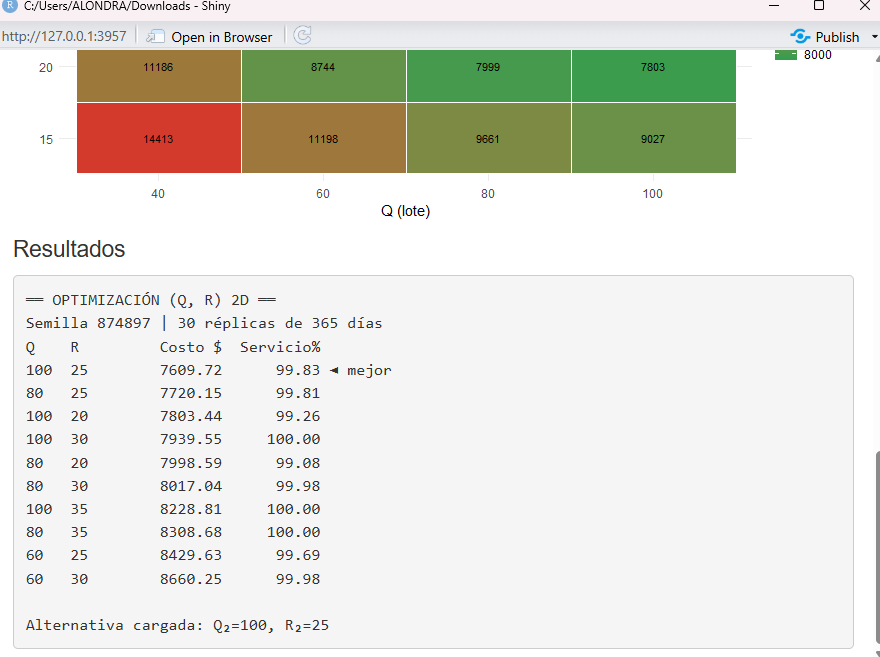 C:/Users/ALONDRA/Downloads - Shiny
http://127.0.0.1:3957 Open in Browser Publish
8000
20 11186 8744 7999 7803
15 14413 11198 9661 9027
40 60 80 100
Q (lote)
Resultados
══ OPTIMIZACIÓN (Q, R) 2D ══
Semilla 874897 | 30 réplicas de 365 días
Q R Costo $ Servicio%
100 25 7609.72 99.83 ◄ mejor
80 25 7720.15 99.81
100 20 7803.44 99.26
100 30 7939.55 100.00
80 20 7998.59 99.08
80 30 8017.04 99.98
100 35 8228.81 100.00
80 35 8308.68 100.00
60 25 8429.63 99.69
60 30 8660.25 99.98
Alternativa cargada: Q₂=100, R₂=25